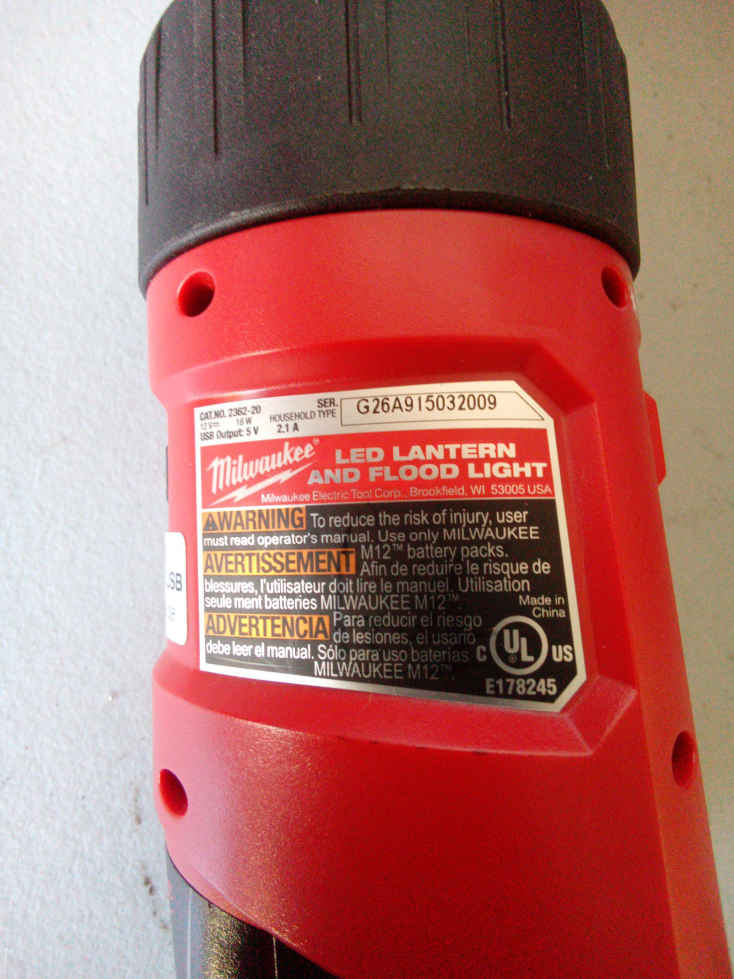 CAT.NO. 2362-20
12 V⎓ 16 W HOUSEHOLD TYPE
USB Output: 5 V 2.1 A
SER. G26A915032009
Milwaukee®
LED LANTERN
AND FLOOD LIGHT
Milwaukee Electric Tool Corp., Brookfield, WI 53005 USA
WARNING To reduce the risk of injury, user
must read operator's manual. Use only MILWAUKEE
M12™ battery packs.
AVERTISSEMENT Afin de reduire le risque de
blessures, l'utilisateur doit lire le manuel. Utilisation
seule ment batteries MILWAUKEE M12™.
Made in
China
ADVERTENCIA Para reducir el riesgo
de lesiones, el usario
debe leer el manual. Sólo para uso baterias
MILWAUKEE M12™.
C UL® US
E178245
USB